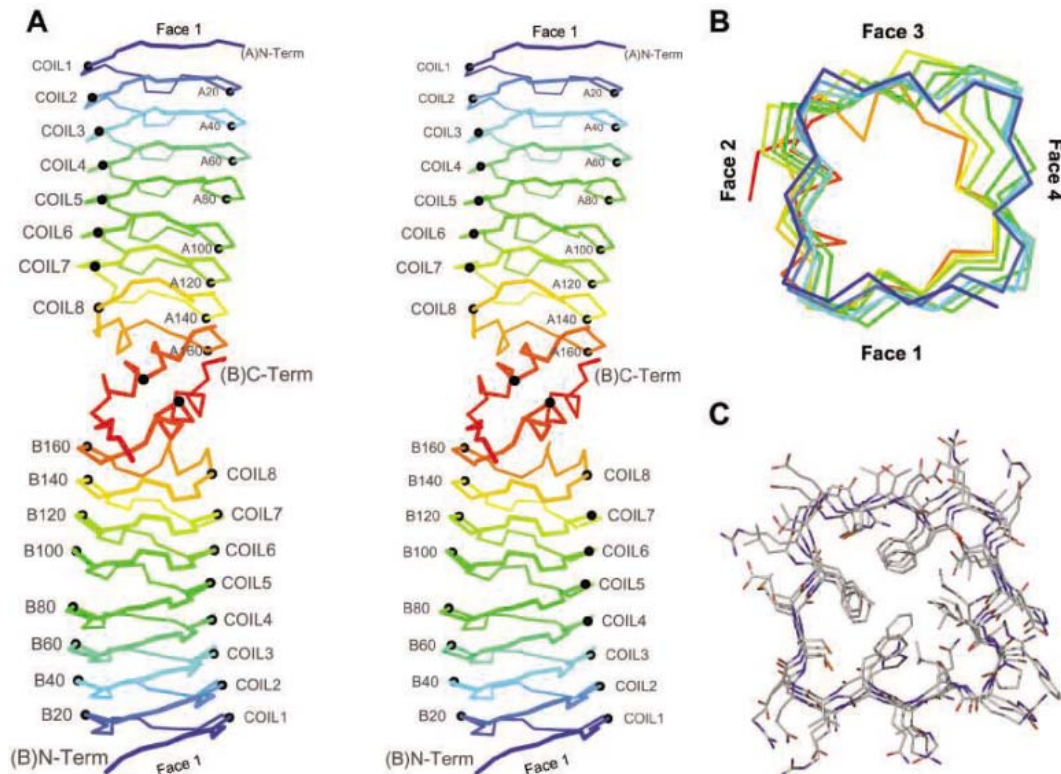 A
Face 1
(A)N-Term
COIL1
A20
COIL2
A40
COIL3
A60
COIL4
A80
COIL5
COIL6
A100
COIL7
A120
COIL8
A140
A160
(B)C-Term
B160
COIL8
B140
B120
COIL7
B100
COIL6
COIL5
B80
COIL4
B60
COIL3
B40
COIL2
B20
COIL1
(B)N-Term
Face 1
Face 1
(A)N-Term
COIL1
A20
COIL2
A40
COIL3
A60
COIL4
A80
COIL5
COIL6
A100
COIL7
A120
COIL8
A140
A160
(B)C-Term
B160
COIL8
B140
B120
COIL7
B100
COIL6
COIL5
B80
COIL4
B60
COIL3
B40
COIL2
B20
COIL1
(B)N-Term
Face 1
B
Face 3
Face 2
Face 4
Face 1
C